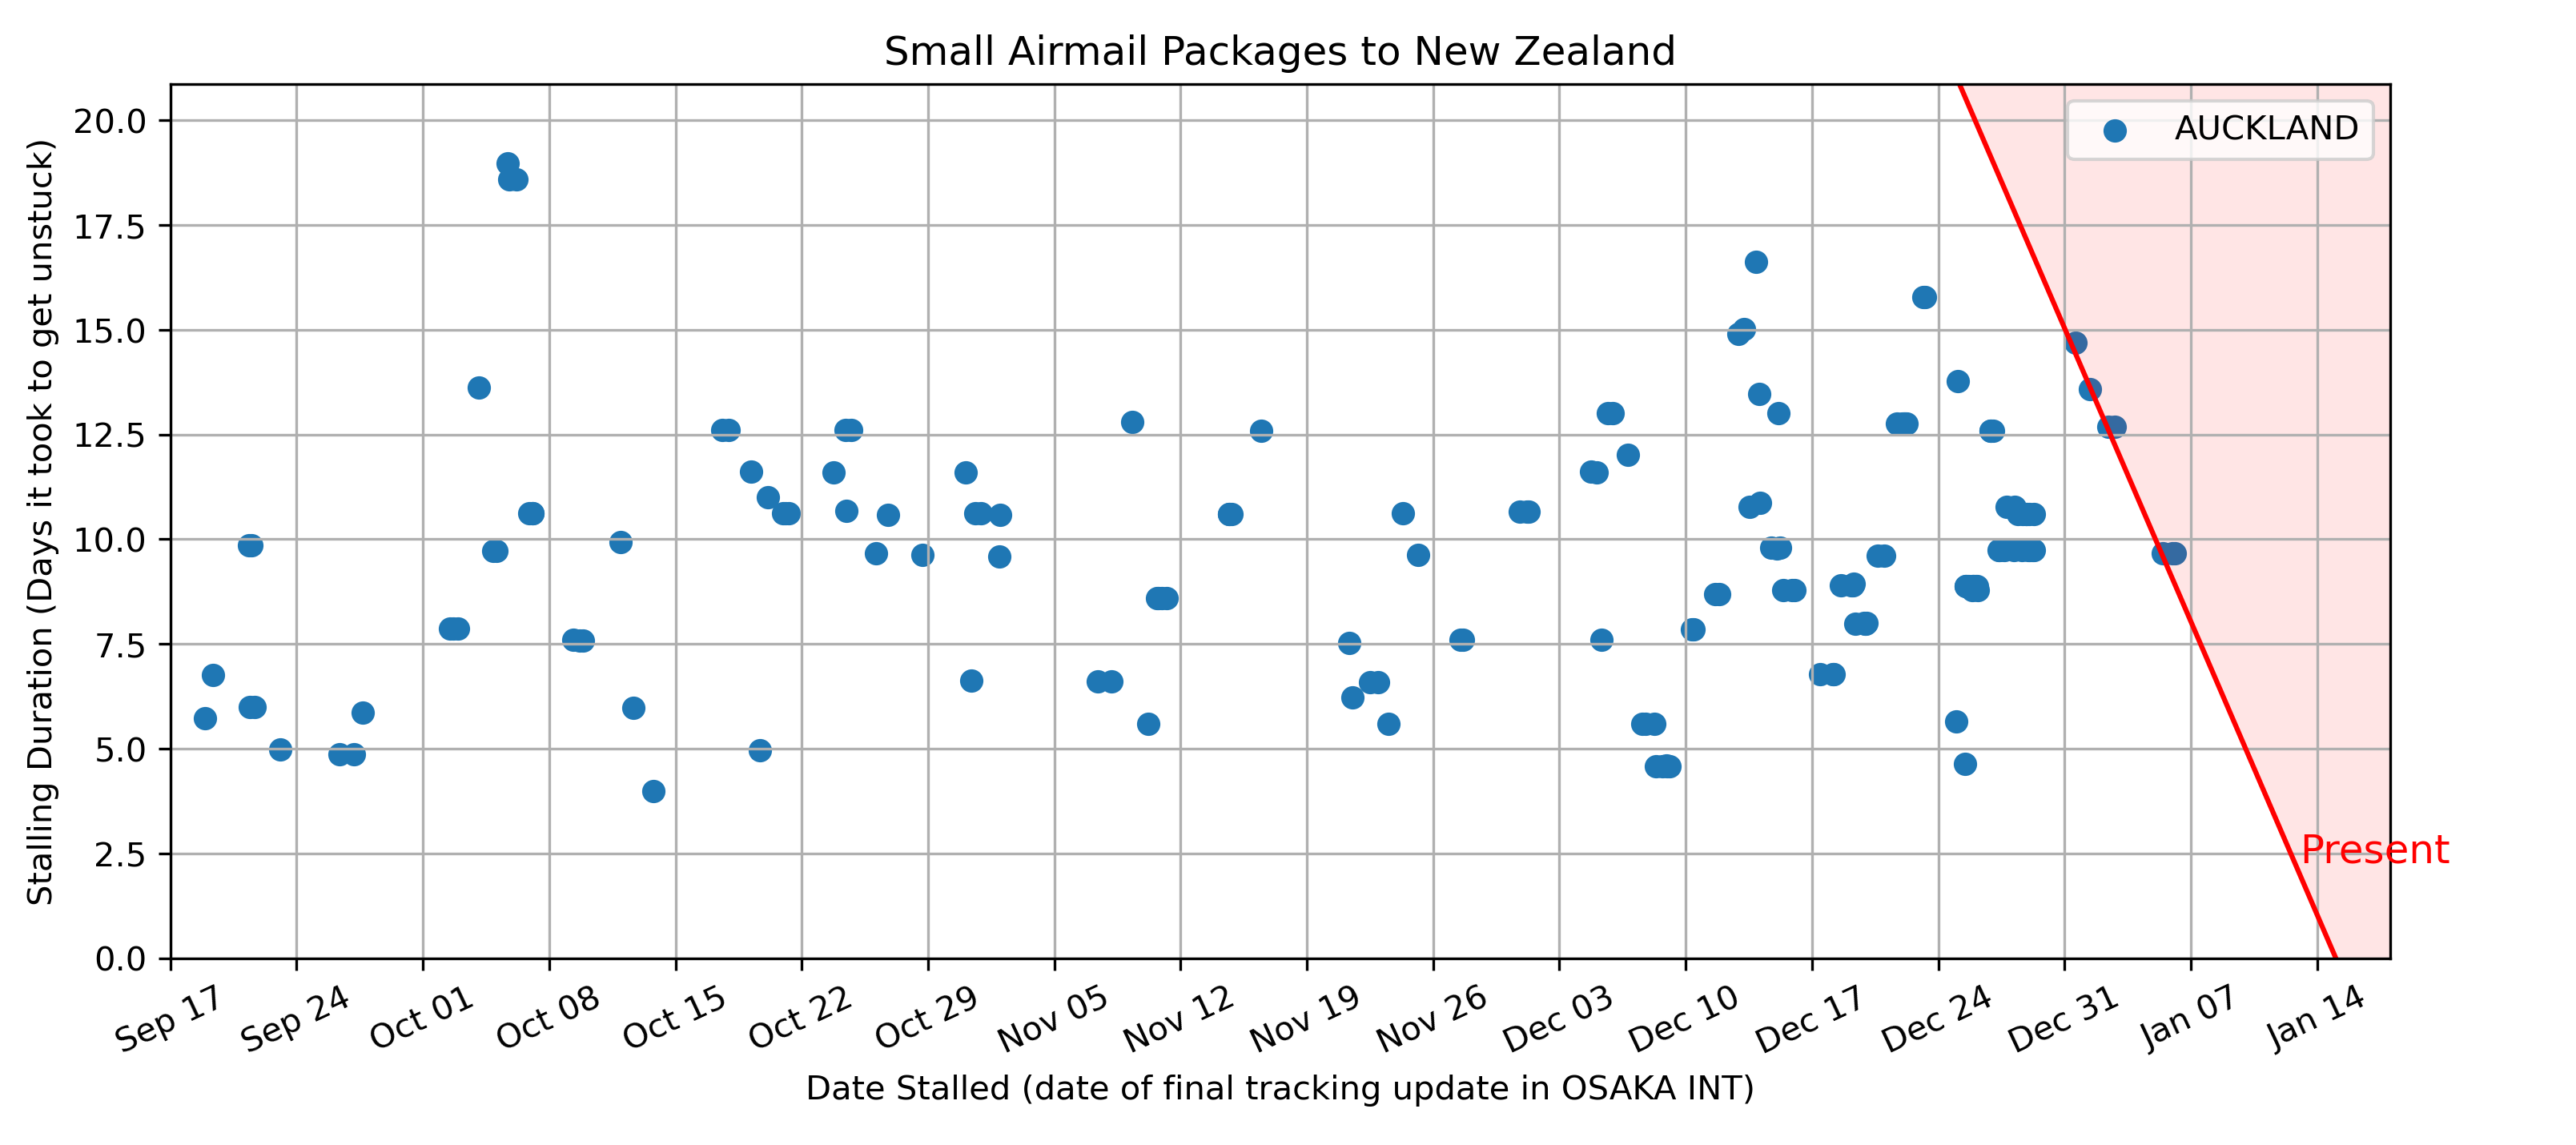 Small Airmail Packages to New Zealand
AUCKLAND
Stalling Duration (Days it took to get unstuck)
20.0
17.5
15.0
12.5
10.0
7.5
5.0
2.5
0.0
Present
Sep 17 Sep 24 Oct 01 Oct 08 Oct 15 Oct 22 Oct 29 Nov 05 Nov 12 Nov 19 Nov 26 Dec 03 Dec 10 Dec 17 Dec 24 Dec 31 Jan 07 Jan 14
Date Stalled (date of final tracking update in OSAKA INT)